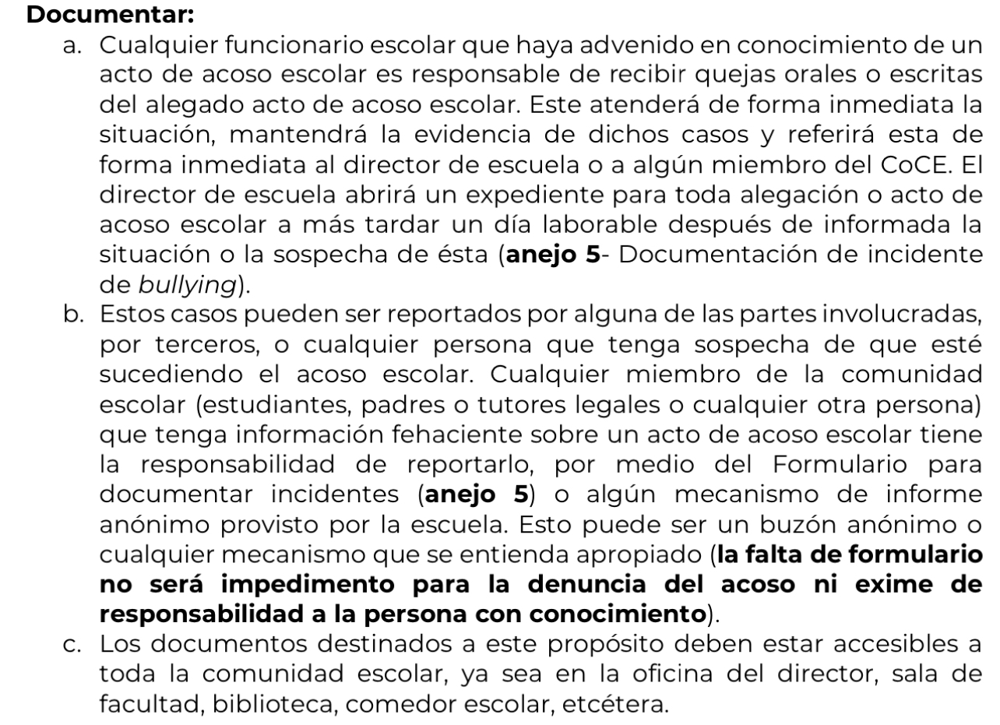 Documentar:
a. Cualquier funcionario escolar que haya advenido en conocimiento de un
acto de acoso escolar es responsable de recibir quejas orales o escritas
del alegado acto de acoso escolar. Este atenderá de forma inmediata la
situación, mantendrá la evidencia de dichos casos y referirá esta de
forma inmediata al director de escuela o a algún miembro del CoCE. El
director de escuela abrirá un expediente para toda alegación o acto de
acoso escolar a más tardar un día laborable después de informada la
situación o la sospecha de ésta (anejo 5- Documentación de incidente
de bullying).
b. Estos casos pueden ser reportados por alguna de las partes involucradas,
por terceros, o cualquier persona que tenga sospecha de que esté
sucediendo el acoso escolar. Cualquier miembro de la comunidad
escolar (estudiantes, padres o tutores legales o cualquier otra persona)
que tenga información fehaciente sobre un acto de acoso escolar tiene
la responsabilidad de reportarlo, por medio del Formulario para
documentar incidentes (anejo 5) o algún mecanismo de informe
anónimo provisto por la escuela. Esto puede ser un buzón anónimo o
cualquier mecanismo que se entienda apropiado (la falta de formulario
no será impedimento para la denuncia del acoso ni exime de
responsabilidad a la persona con conocimiento).
c. Los documentos destinados a este propósito deben estar accesibles a
toda la comunidad escolar, ya sea en la oficina del director, sala de
facultad, biblioteca, comedor escolar, etcétera.